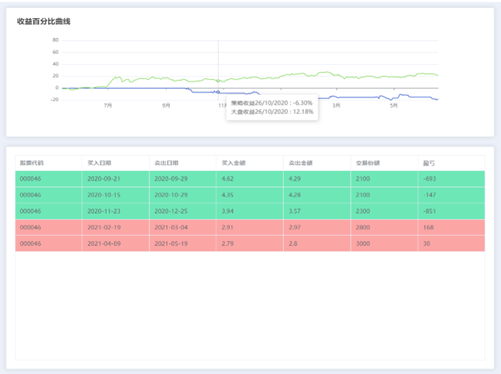 收益百分比曲线
80
60
40
20
0
-20
7月 9月 11月 3月 5月
策略收益26/10/2020 : -6.30%
大盘收益26/10/2020 : 12.18%
股票代码 买入日期 卖出日期 买入金额 卖出金额 交易份额 盈亏
000046 2020-09-21 2020-09-29 4.62 4.29 2100 -693
000046 2020-10-15 2020-10-29 4.35 4.28 2100 -147
000046 2020-11-23 2020-12-25 3.94 3.57 2300 -851
000046 2021-02-19 2021-03-04 2.91 2.97 2800 168
000046 2021-04-09 2021-05-19 2.79 2.8 3000 30